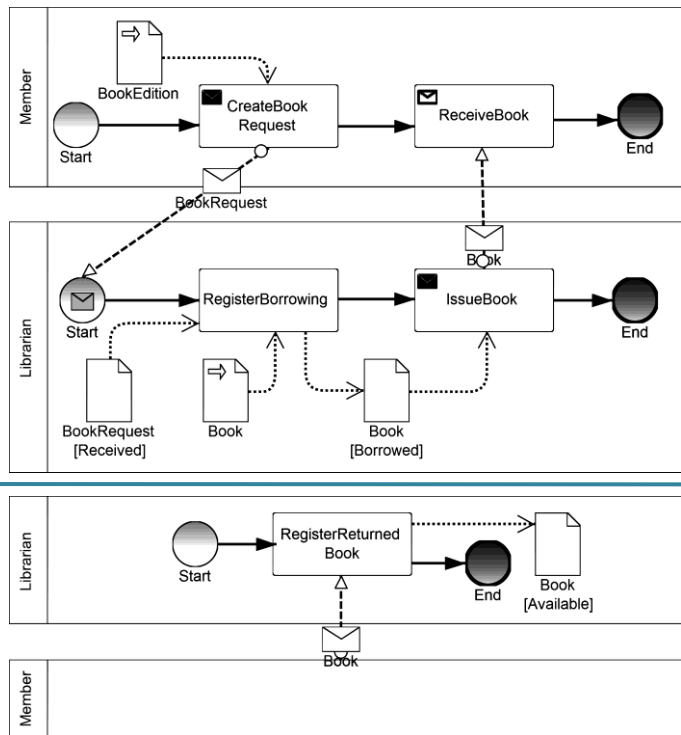 Member
BookEdition
CreateBook
Request
ReceiveBook
Start
End
BookRequest
Librarian
Book
RegisterBorrowing
IssueBook
Start
End
BookRequest
[Received]
Book
Book
[Borrowed]
Librarian
RegisterReturned
Book
Start
End
Book
[Available]
Book
Member